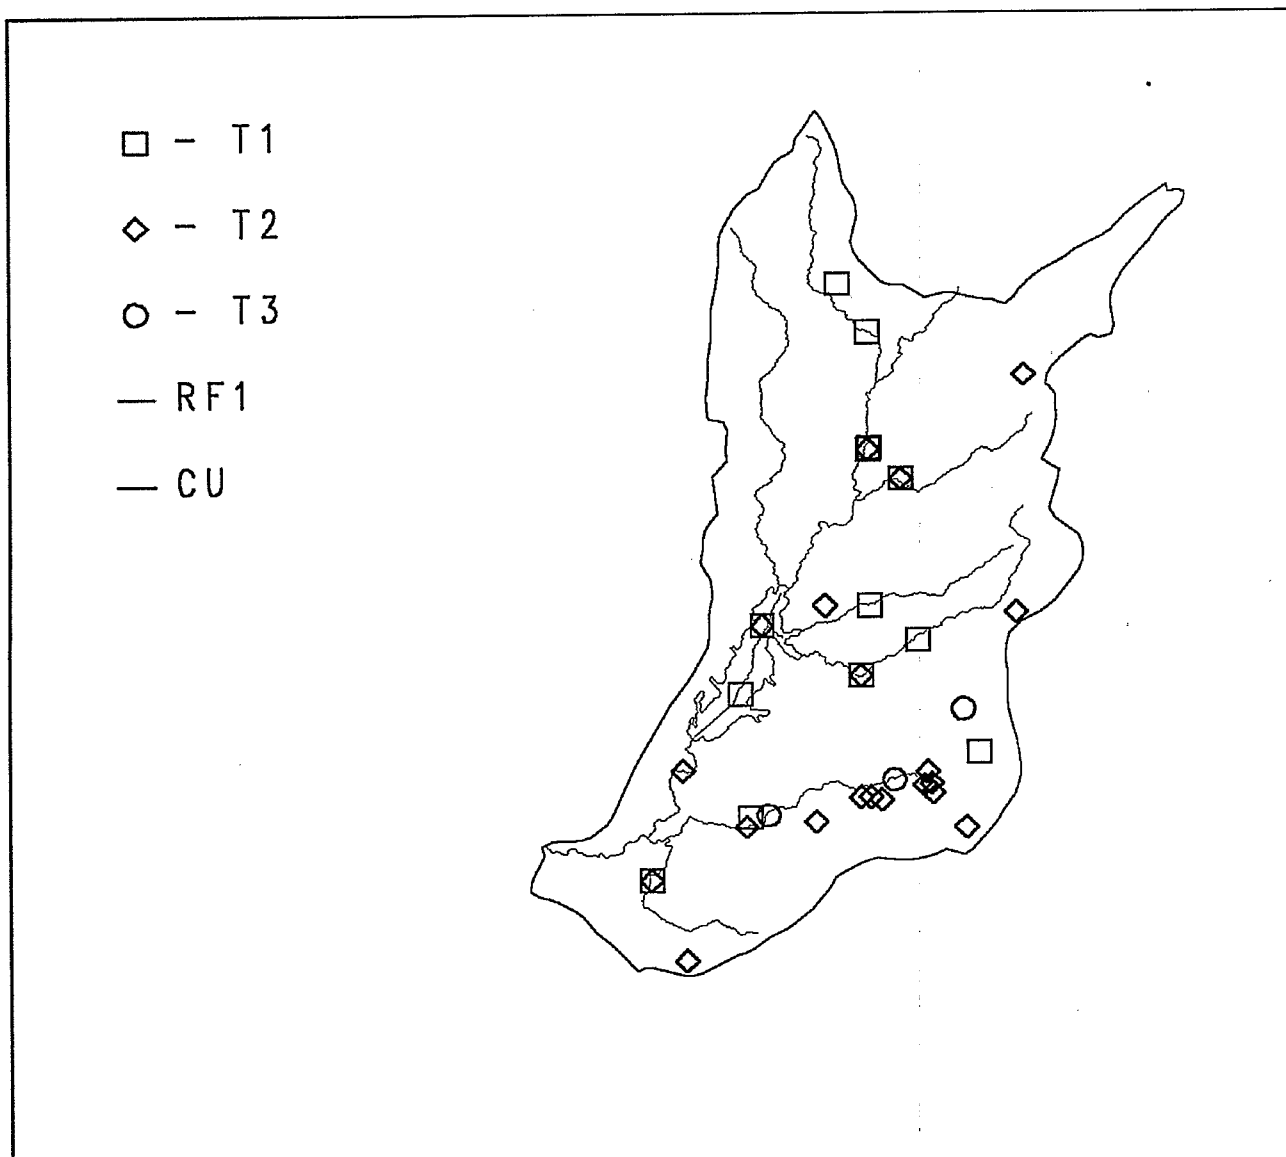 □ - T1
◇ - T2
○ - T3
— RF1
— CU